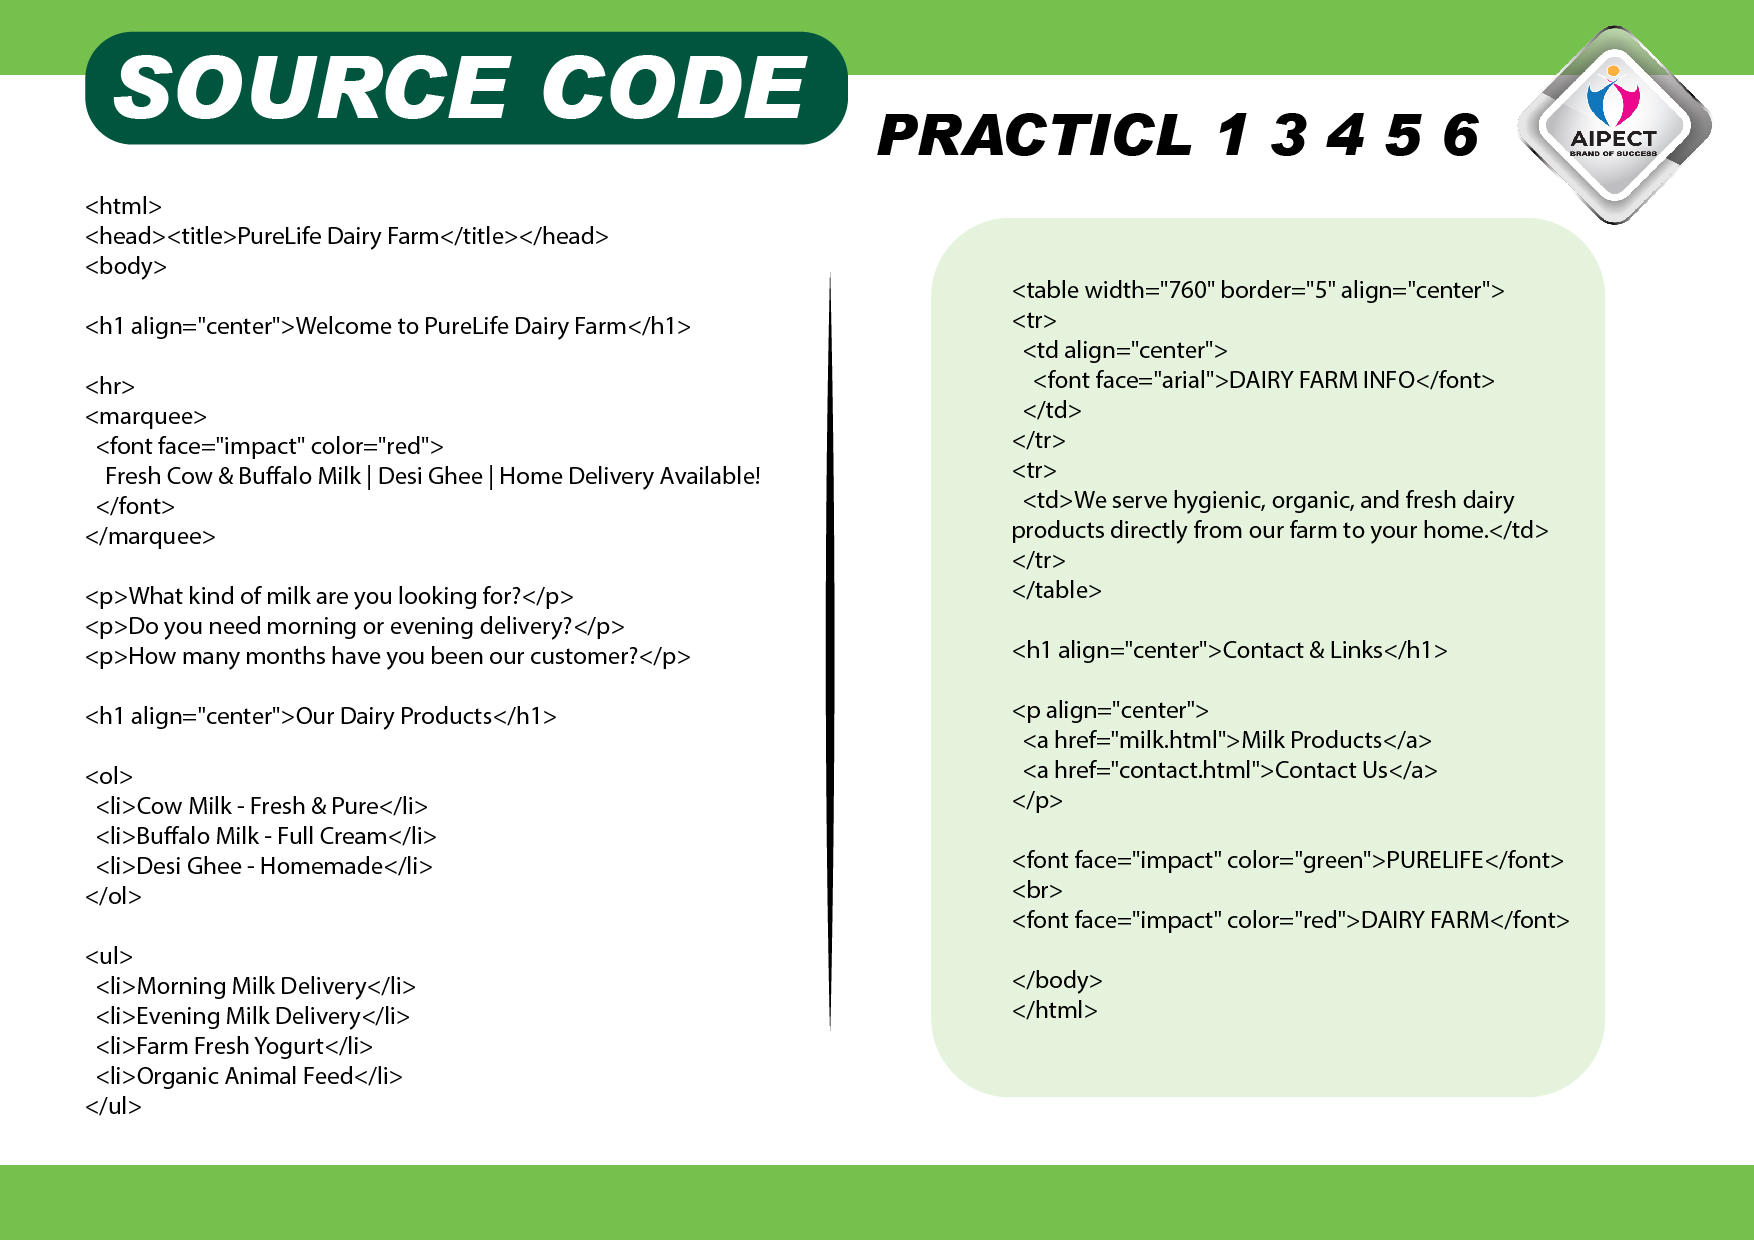 SOURCE CODE
PRACTICL 1 3 4 5 6
AIPECT
BRAND OF SUCCESS
<html>
<head><title>PureLife Dairy Farm</title></head>
<body>
<h1 align="center">Welcome to PureLife Dairy Farm</h1>
<hr>
<marquee>
<font face="impact" color="red">
Fresh Cow & Buffalo Milk | Desi Ghee | Home Delivery Available!
</font>
</marquee>
<p>What kind of milk are you looking for?</p>
<p>Do you need morning or evening delivery?</p>
<p>How many months have you been our customer?</p>
<h1 align="center">Our Dairy Products</h1>
<ol>
<li>Cow Milk - Fresh & Pure</li>
<li>Buffalo Milk - Full Cream</li>
<li>Desi Ghee - Homemade</li>
</ol>
<ul>
<li>Morning Milk Delivery</li>
<li>Evening Milk Delivery</li>
<li>Farm Fresh Yogurt</li>
<li>Organic Animal Feed</li>
</ul>
<table width="760" border="5" align="center">
<tr>
<td align="center">
<font face="arial">DAIRY FARM INFO</font>
</td>
</tr>
<tr>
<td>We serve hygienic, organic, and fresh dairy
products directly from our farm to your home.</td>
</tr>
</table>
<h1 align="center">Contact & Links</h1>
<p align="center">
<a href="milk.html">Milk Products</a>
<a href="contact.html">Contact Us</a>
</p>
<font face="impact" color="green">PURELIFE</font>
<br>
<font face="impact" color="red">DAIRY FARM</font>
</body>
</html>